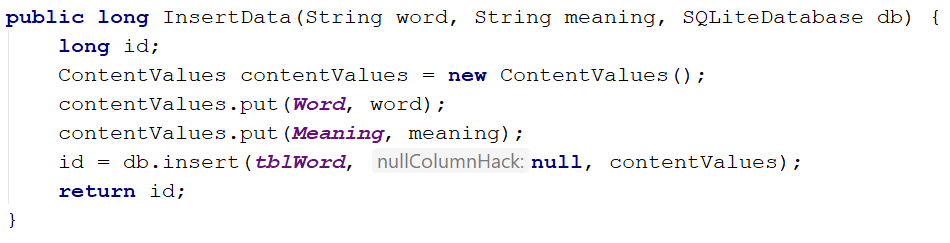 public long InsertData(String word, String meaning, SQLiteDatabase db) {
    long id;
    ContentValues contentValues = new ContentValues();
    contentValues.put(Word, word);
    contentValues.put(Meaning, meaning);
    id = db.insert(tblWord, nullColumnHack: null, contentValues);
    return id;
}